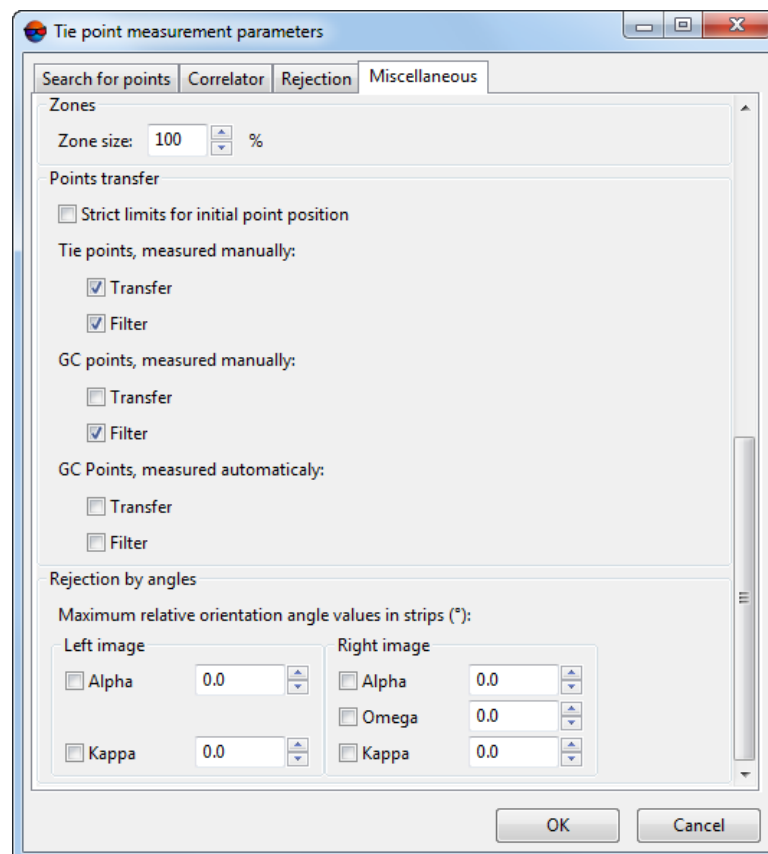 Tie point measurement parameters
Search for points Correlator Rejection Miscellaneous
Zones
Zone size: 100 %
Points transfer
Strict limits for initial point position
Tie points, measured manually:
Transfer
Filter
GC points, measured manually:
Transfer
Filter
GC Points, measured automaticaly:
Transfer
Filter
Rejection by angles
Maximum relative orientation angle values in strips (°):
Left image Right image
Alpha 0.0 Alpha 0.0
Omega 0.0
Kappa 0.0 Kappa 0.0
OK Cancel